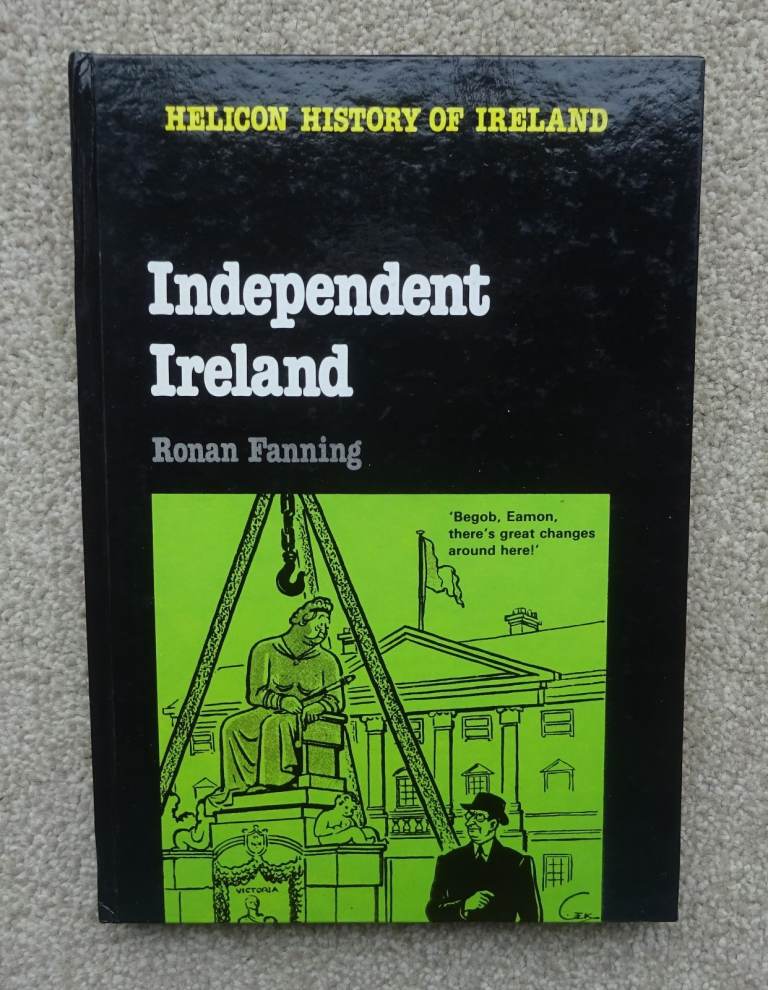 HELICON HISTORY OF IRELAND
Independent
Ireland
Ronan Fanning
'Begob, Eamon,
there's great changes
around here!'
VICTORIA